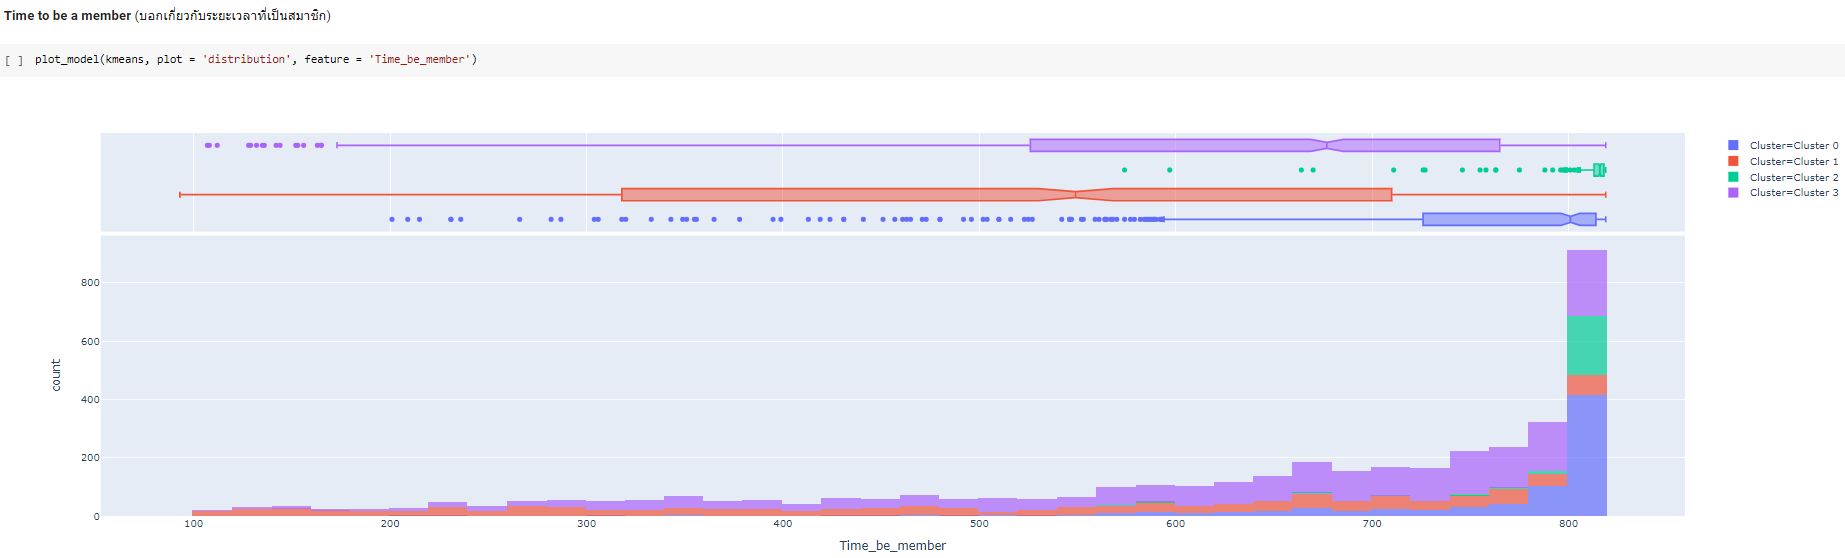 Time to be a member (บอกเกี่ยวกับระยะเวลาที่เป็นสมาชิก)
[ ] plot_model(kmeans, plot = 'distribution', feature = 'Time_be_member')
Cluster=Cluster 0
Cluster=Cluster 1
Cluster=Cluster 2
Cluster=Cluster 3
800
600
400
200
0
count
100 200 300 400 500 600 700 800
Time_be_member